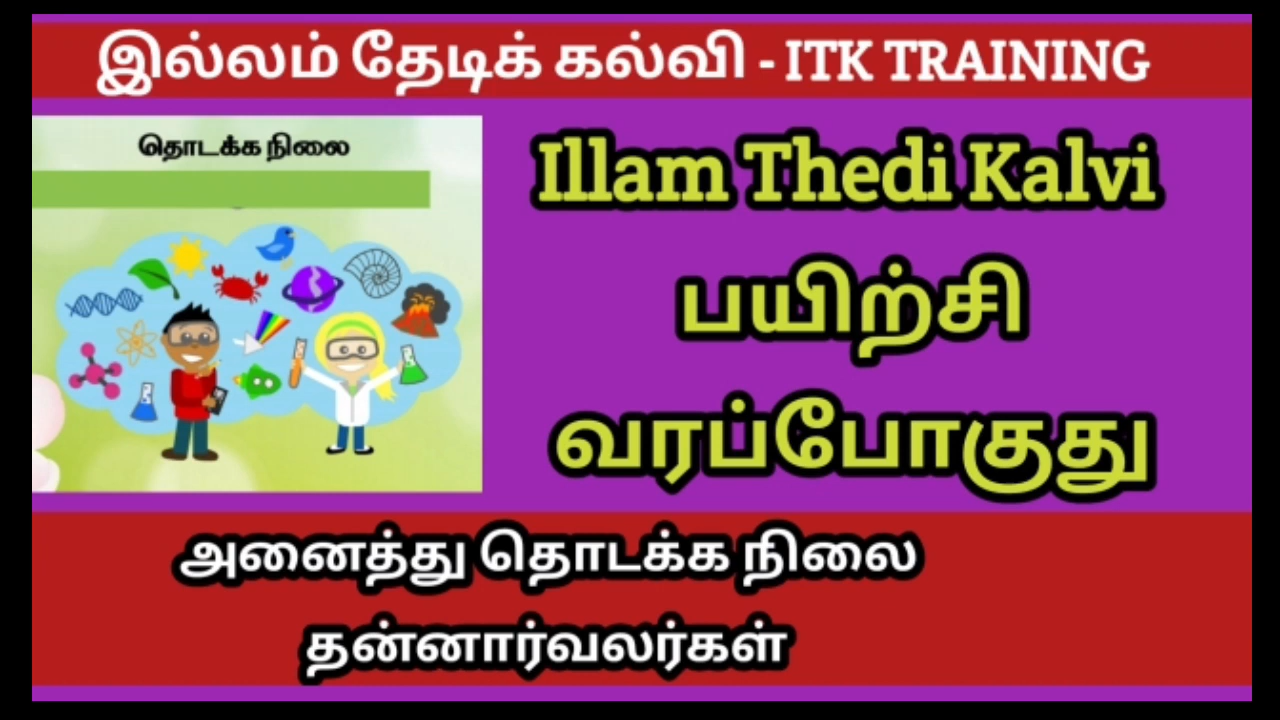 இல்லம் தேடிக் கல்வி - ITK TRAINING
தொடக்க நிலை
Illam Thedi Kalvi
பயிற்சி
வரப்போகுது
அனைத்து தொடக்க நிலை
தன்னார்வலர்கள்